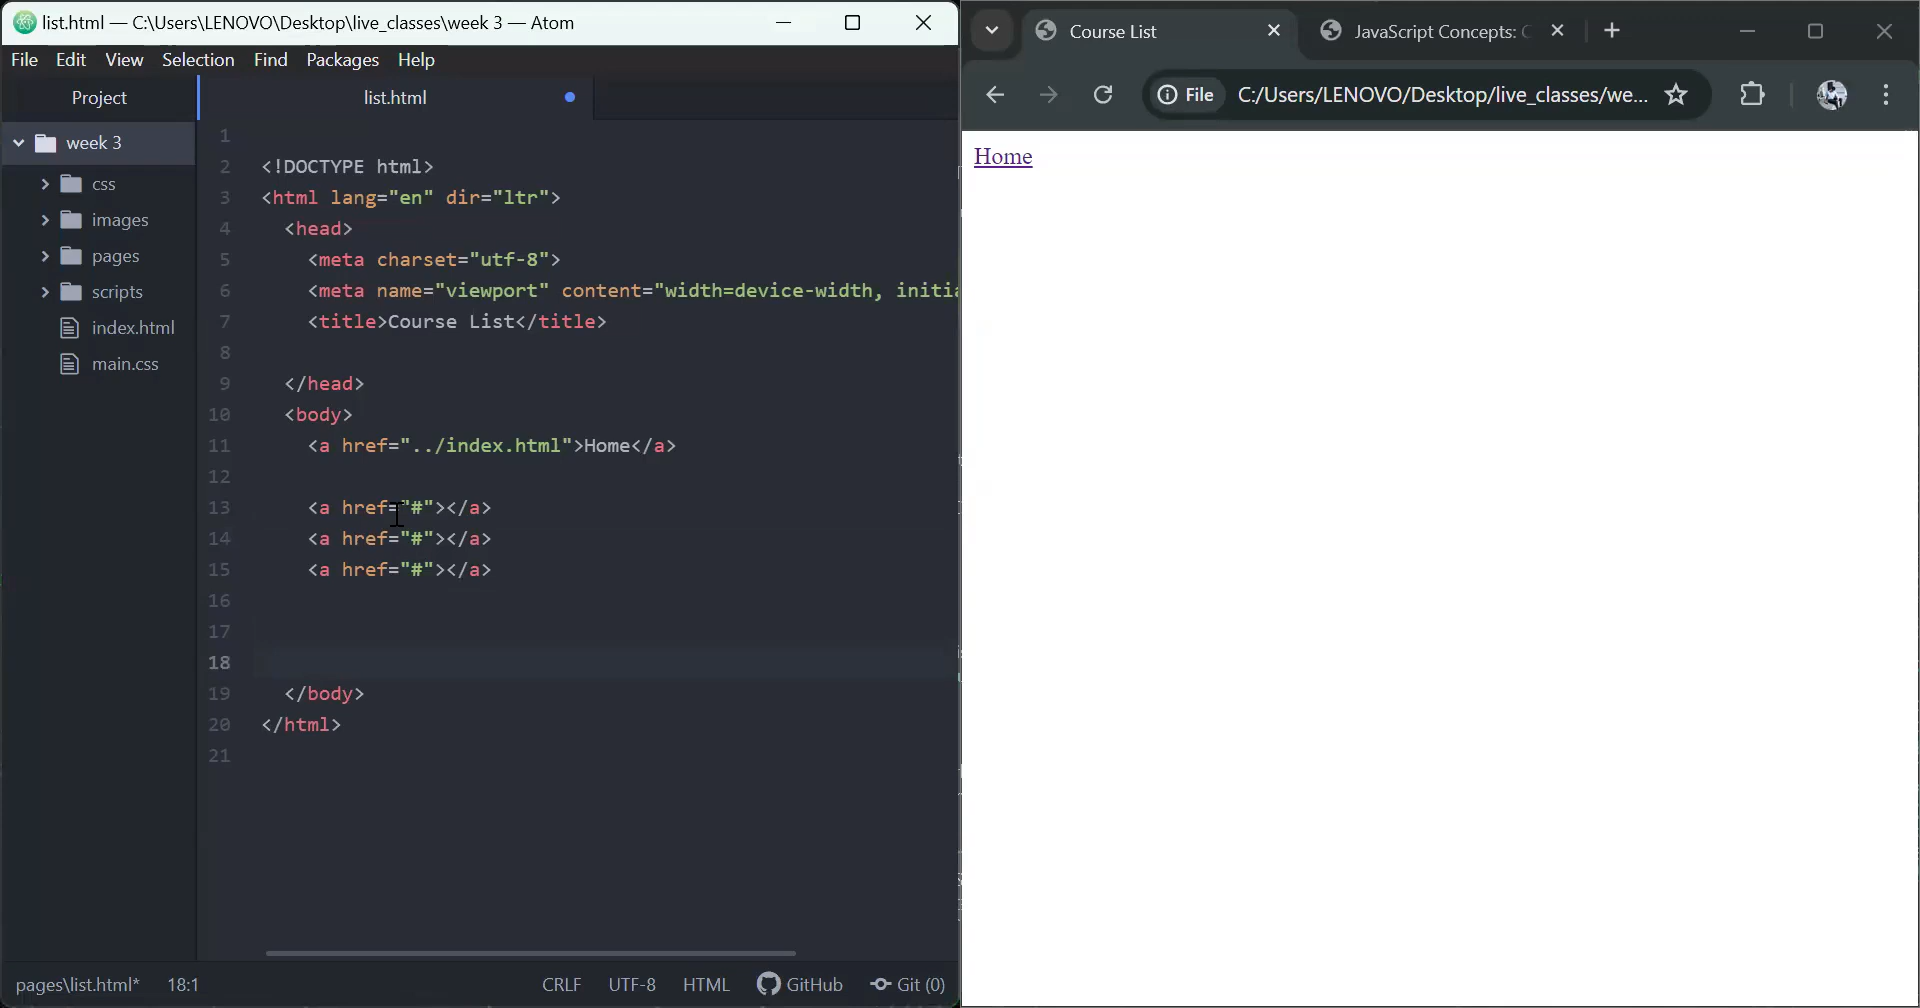 list.html — C:\Users\LENOVO\Desktop\live_classes\week 3 — Atom
File Edit View Selection Find Packages Help
Project
list.html
week 3
css
images
pages
scripts
index.html
main.css
1
2 <!DOCTYPE html>
3 <html lang="en" dir="ltr">
4 <head>
5 <meta charset="utf-8">
6 <meta name="viewport" content="width=device-width, initia
7 <title>Course List</title>
8
9 </head>
10 <body>
11 <a href="../index.html">Home</a>
12
13 <a href="#"></a>
14 <a href="#"></a>
15 <a href="#"></a>
16
17
18
19 </body>
20 </html>
21
pages\list.html* 18:1 CRLF UTF-8 HTML GitHub Git (0)
Course List JavaScript Concepts:
File C:/Users/LENOVO/Desktop/live_classes/we...
Home